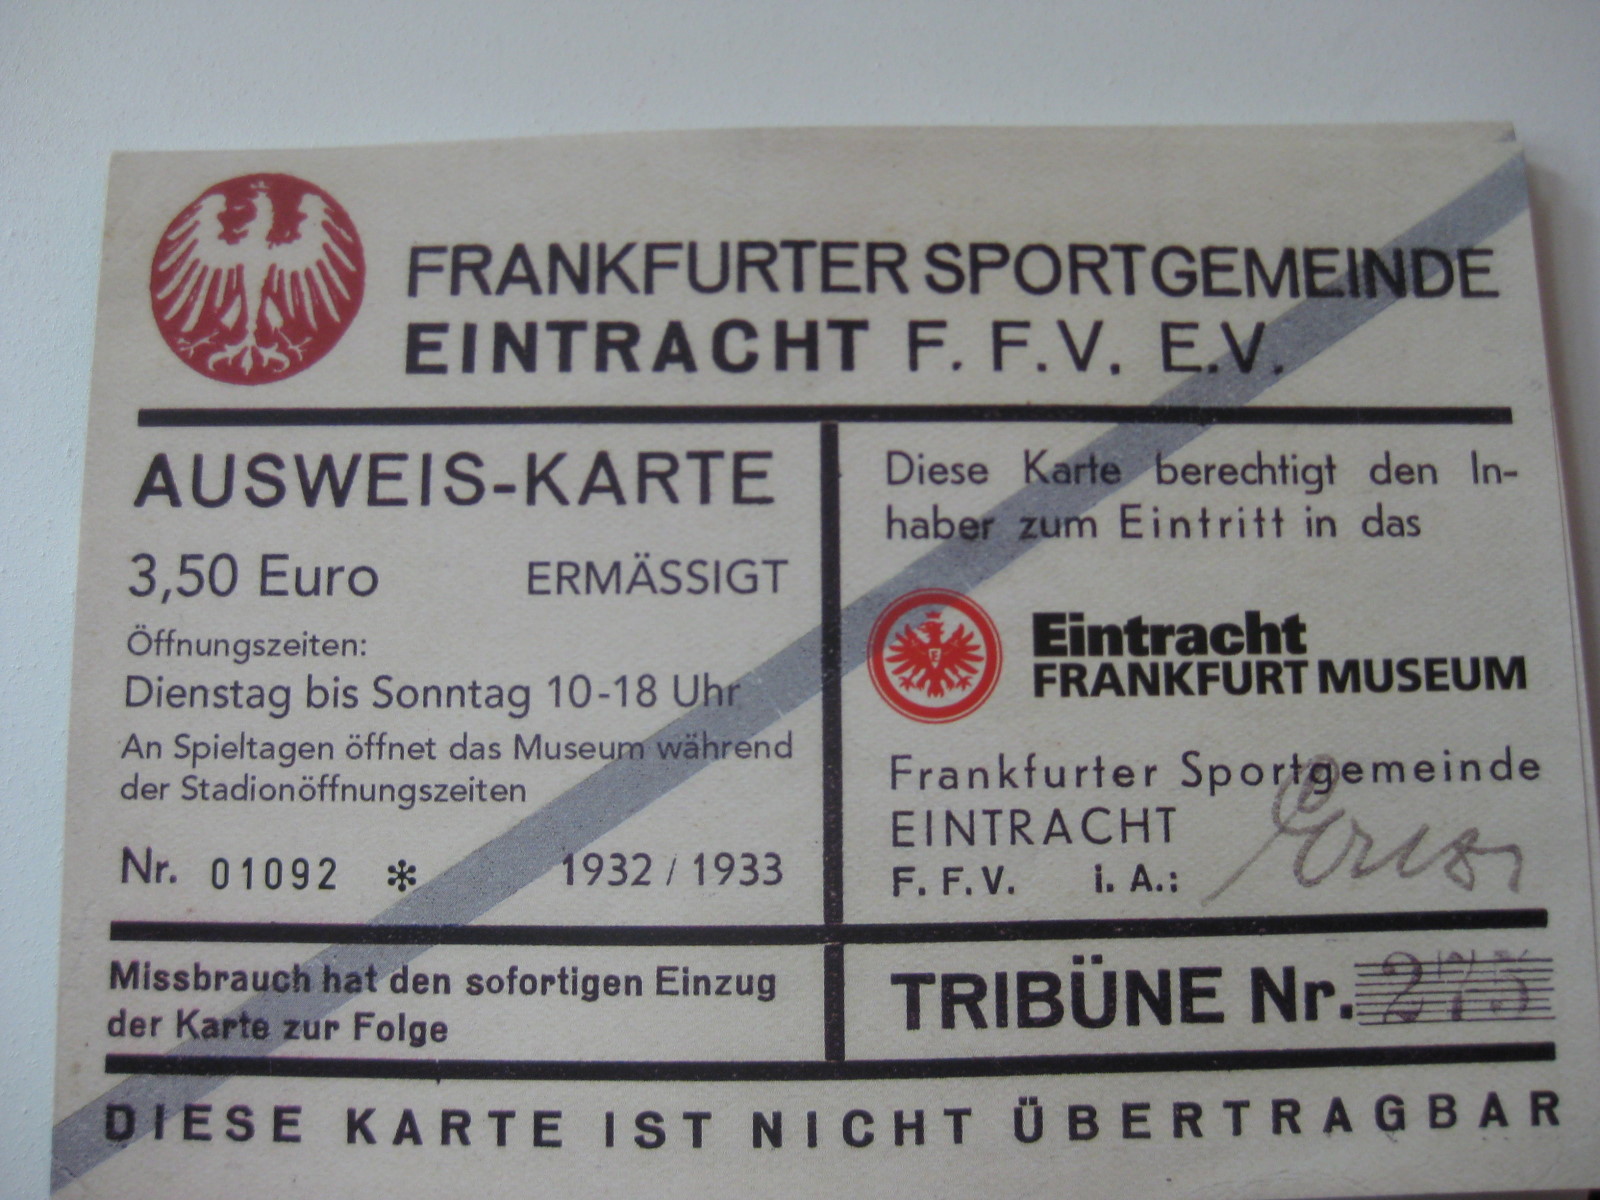 FRANKFURTER SPORTGEMEINDE
EINTRACHT F. F. V. E.V.
AUSWEIS-KARTE
3,50 Euro ERMÄSSIGT
Öffnungszeiten:
Dienstag bis Sonntag 10-18 Uhr
An Spieltagen öffnet das Museum während
der Stadionöffnungszeiten
Nr. 01092 * 1932 / 1933
Diese Karte berechtigt den In-
haber zum Eintritt in das
Eintracht
FRANKFURT MUSEUM
Frankfurter Sportgemeinde
EINTRACHT
F. F. V. i. A.:
Missbrauch hat den sofortigen Einzug
der Karte zur Folge
TRIBÜNE Nr. 275
DIESE KARTE IST NICHT ÜBERTRAGBAR